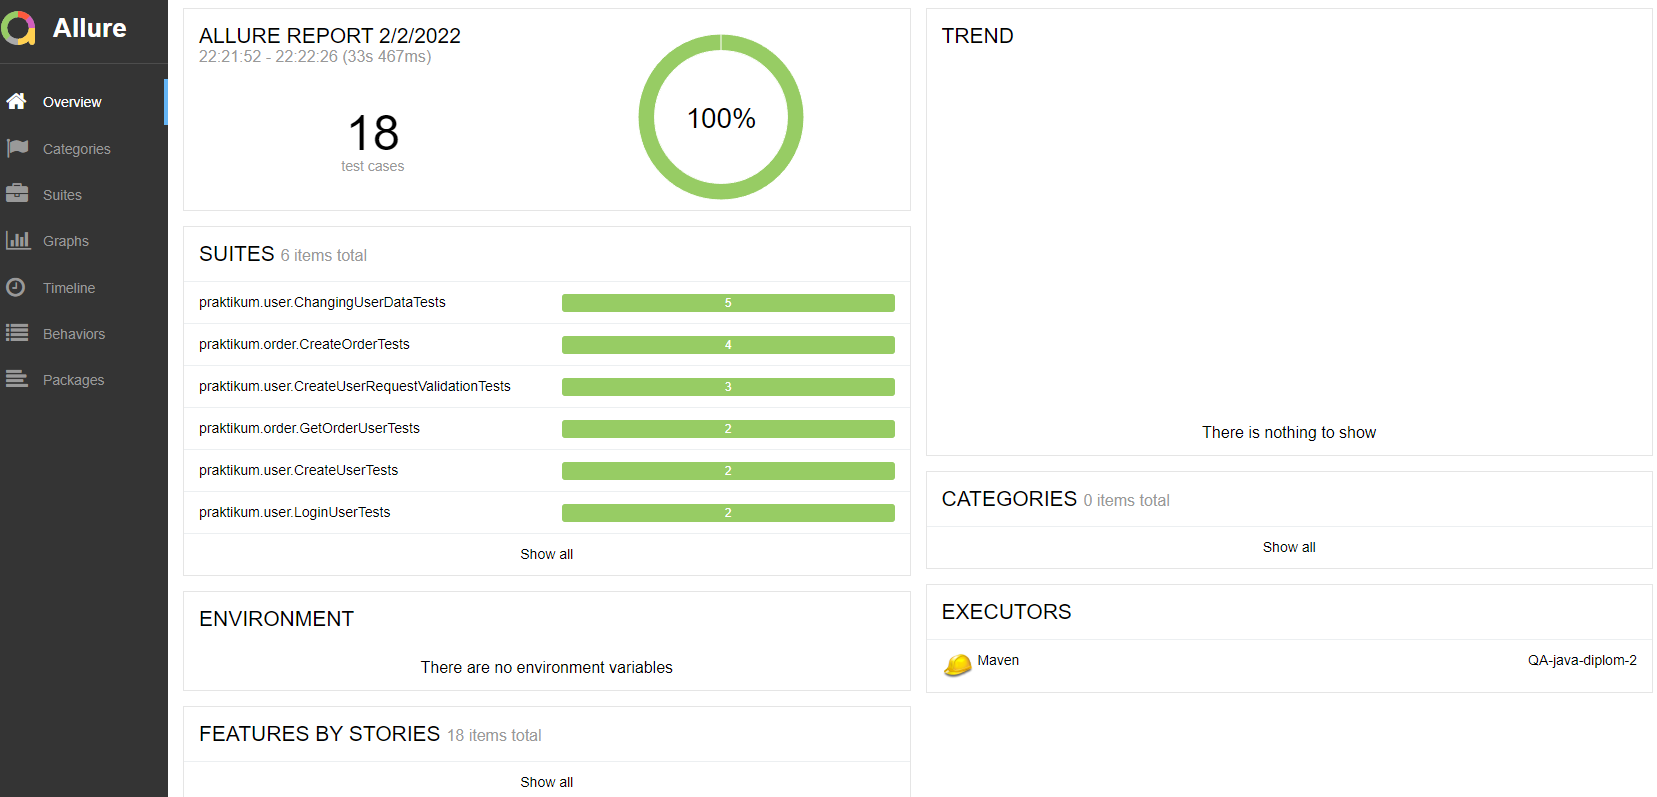 Allure
Overview
Categories
Suites
Graphs
Timeline
Behaviors
Packages
ALLURE REPORT 2/2/2022
22:21:52 - 22:22:26 (33s 467ms)
18
test cases
100%
SUITES 6 items total
praktikum.user.ChangingUserDataTests 5
praktikum.order.CreateOrderTests 4
praktikum.user.CreateUserRequestValidationTests 3
praktikum.order.GetOrderUserTests 2
praktikum.user.CreateUserTests 2
praktikum.user.LoginUserTests 2
Show all
ENVIRONMENT
There are no environment variables
FEATURES BY STORIES 18 items total
Show all
TREND
There is nothing to show
CATEGORIES 0 items total
Show all
EXECUTORS
Maven QA-java-diplom-2